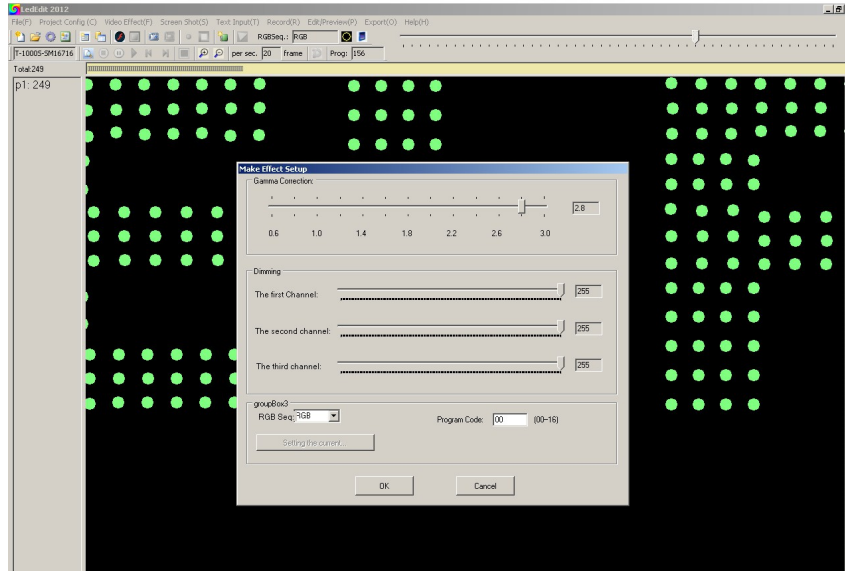 LedEdit 2012
File(F) Project Config (C) Video Effect(F) Screen Shot(S) Text Input(T) Record(R) Edit/Preview(P) Export(O) Help(H)
RGBSeq.: RGB
T-1000S-SM16716 per sec. 20 frame Prog: 156
Total:249
p1: 249
Make Effect Setup
Gamma Correction:
2.8
0.6 1.0 1.4 1.8 2.2 2.6 3.0
Dimming
The first Channel: 255
The second channel: 255
The third channel: 255
groupBox3
RGB Seq: RGB Program Code: 00 (00-16)
Setting the current..
OK Cancel